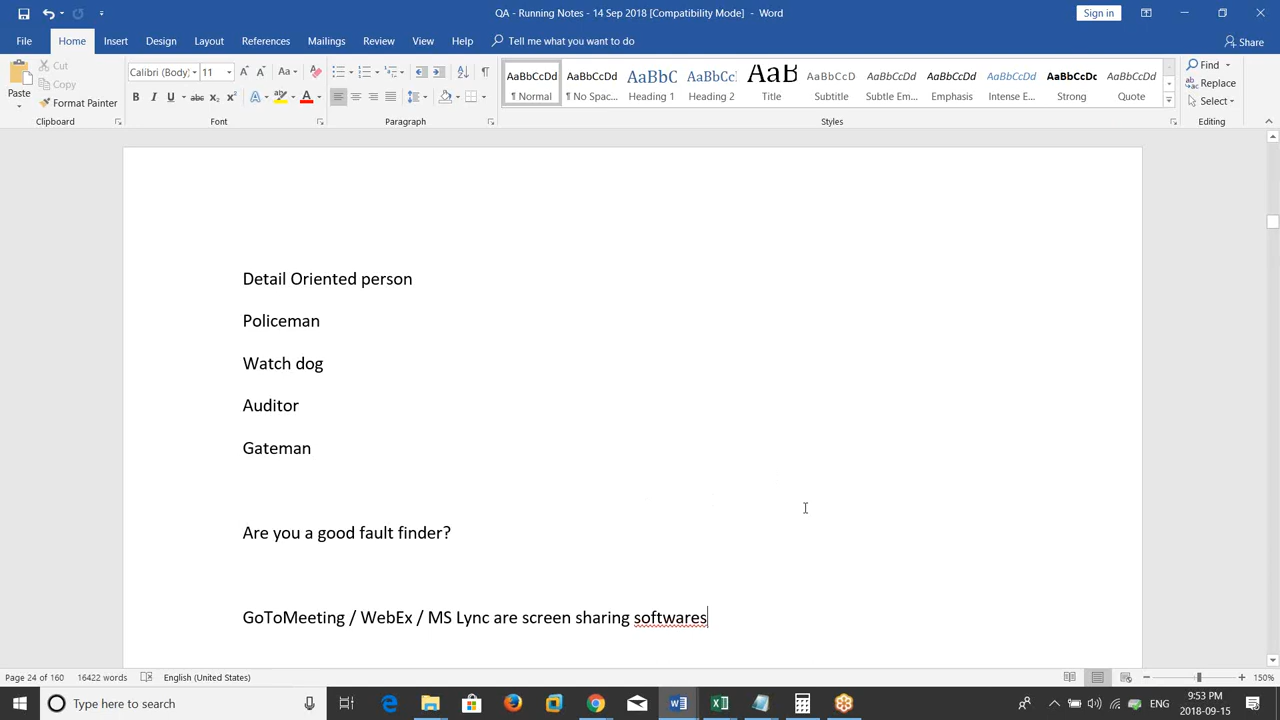 QA - Running Notes - 14 Sep 2018 [Compatibility Mode] - Word
Sign in
File Home Insert Design Layout References Mailings Review View Help Tell me what you want to do Share
Paste Cut Copy Format Painter
Clipboard
Calibri (Body) 11
Font
Paragraph
AaBbCcDd AaBbCcDd AaBbC AaBbCc AaB AaBbCcD AaBbCcDd AaBbCcDd AaBbCcDd AaBbCcDc AaBbCcDd
¶ Normal ¶ No Spac... Heading 1 Heading 2 Title Subtitle Subtle Em... Emphasis Intense E... Strong Quote
Styles
Find
Replace
Select
Editing
Detail Oriented person
Policeman
Watch dog
Auditor
Gateman
Are you a good fault finder?
GoToMeeting / WebEx / MS Lync are screen sharing softwares
Page 24 of 160 16422 words English (United States) 150%
Type here to search
9:53 PM
2018-09-15